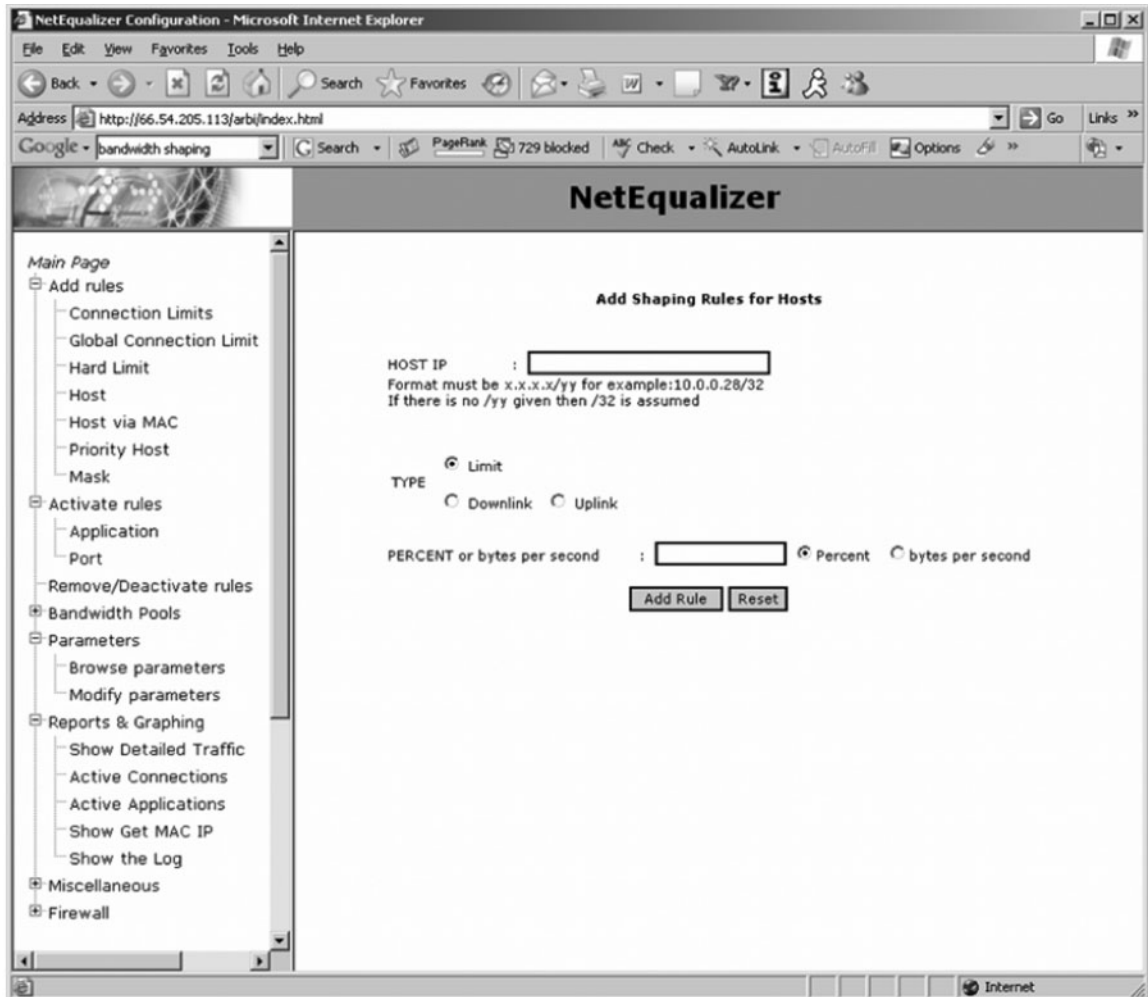 NetEqualizer Configuration - Microsoft Internet Explorer
File Edit View Favorites Tools Help
Back Search Favorites
Address http://66.54.205.113/arbi/index.html Go Links »
Google bandwidth shaping Search PageRank 729 blocked Check AutoLink AutoFill Options »
NetEqualizer
Main Page
Add rules
Connection Limits
Global Connection Limit
Hard Limit
Host
Host via MAC
Priority Host
Mask
Activate rules
Application
Port
Remove/Deactivate rules
Bandwidth Pools
Parameters
Browse parameters
Modify parameters
Reports & Graphing
Show Detailed Traffic
Active Connections
Active Applications
Show Get MAC IP
Show the Log
Miscellaneous
Firewall
Add Shaping Rules for Hosts
HOST IP :
Format must be x.x.x.x/yy for example:10.0.0.28/32
If there is no /yy given then /32 is assumed
TYPE
Limit
Downlink Uplink
PERCENT or bytes per second : Percent bytes per second
Add Rule Reset
Internet